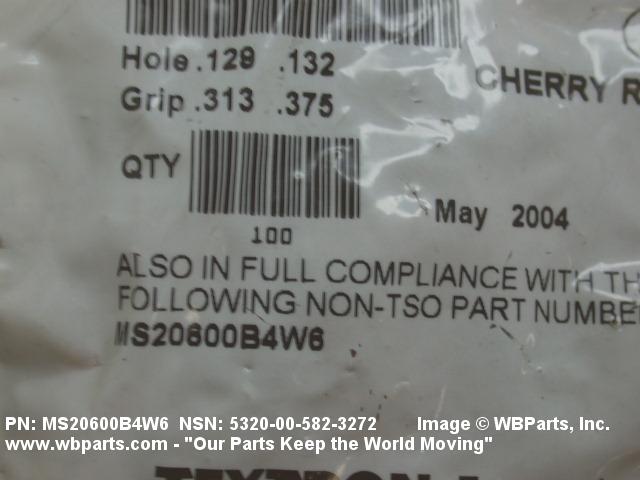 Hole .129 .132
Grip .313 .375
CHERRY R
QTY
100
May 2004
ALSO IN FULL COMPLIANCE WITH TH
FOLLOWING NON-TSO PART NUMBE
MS20600B4W6
PN: MS20600B4W6 NSN: 5320-00-582-3272 Image © WBParts, Inc.
www.wbparts.com - "Our Parts Keep the World Moving"
TEXTRON